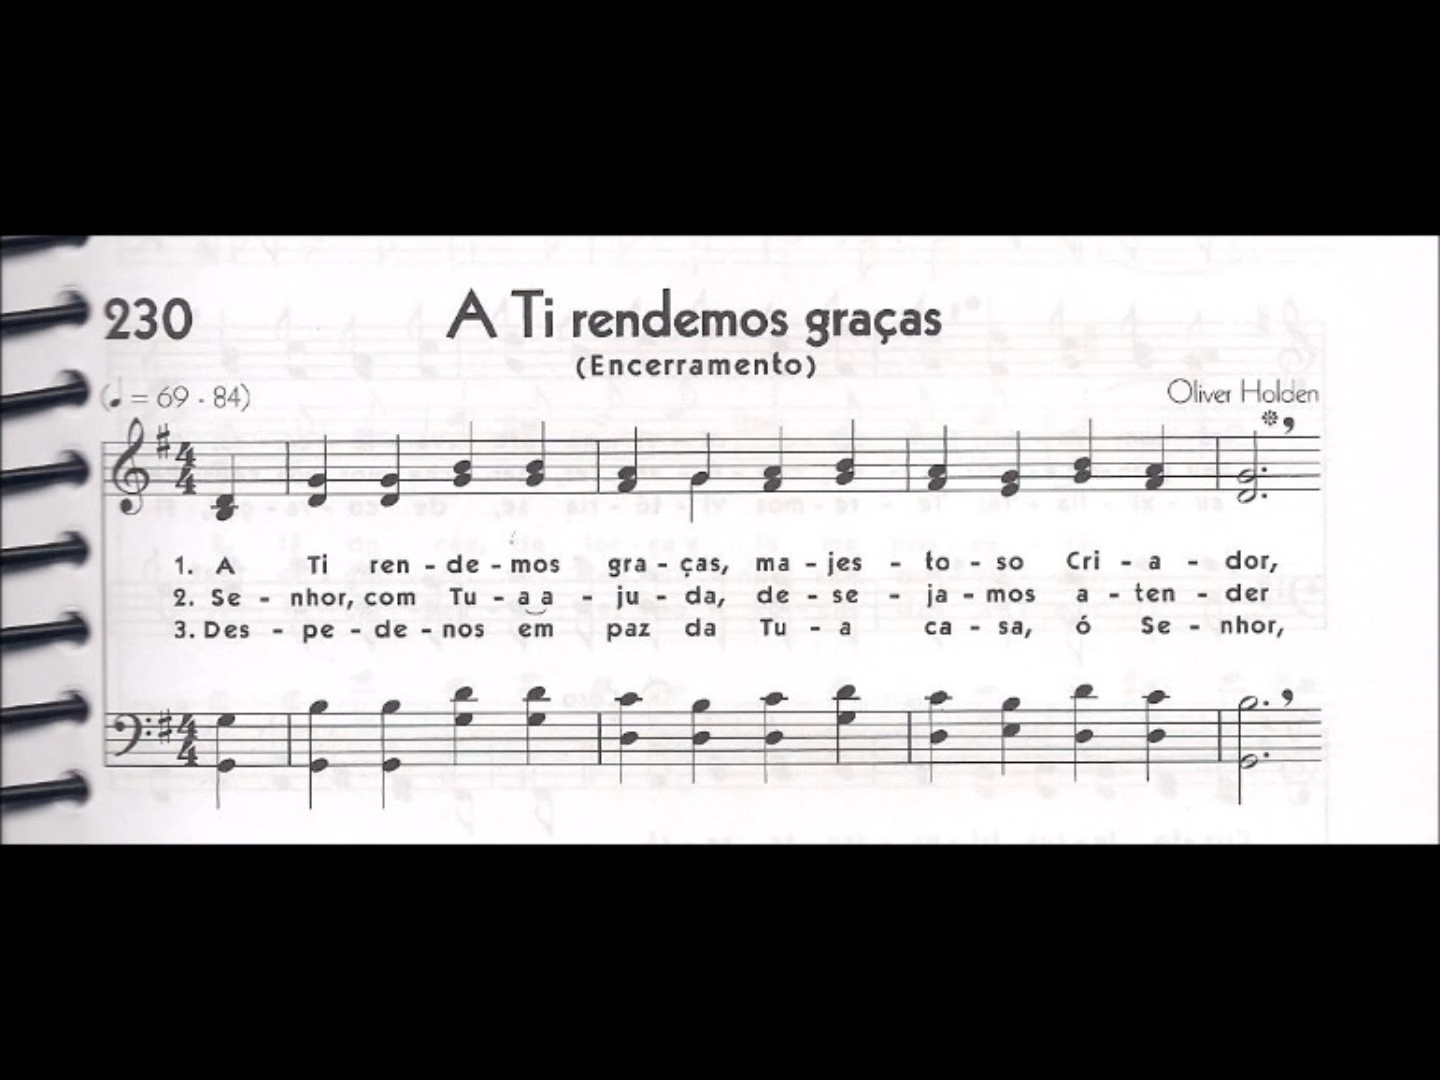 230 A Ti rendemos graças
(Encerramento)
(♩ = 69 - 84) Oliver Holden
1. A Ti ren - de - mos gra - ças, ma - jes - to - so Cri - a - dor,
2. Se - nhor, com Tu - a a - ju - da, de - se - ja - mos a - ten - der
3. Des - pe - de - nos em paz da Tu - a ca - sa, ó Se - nhor,